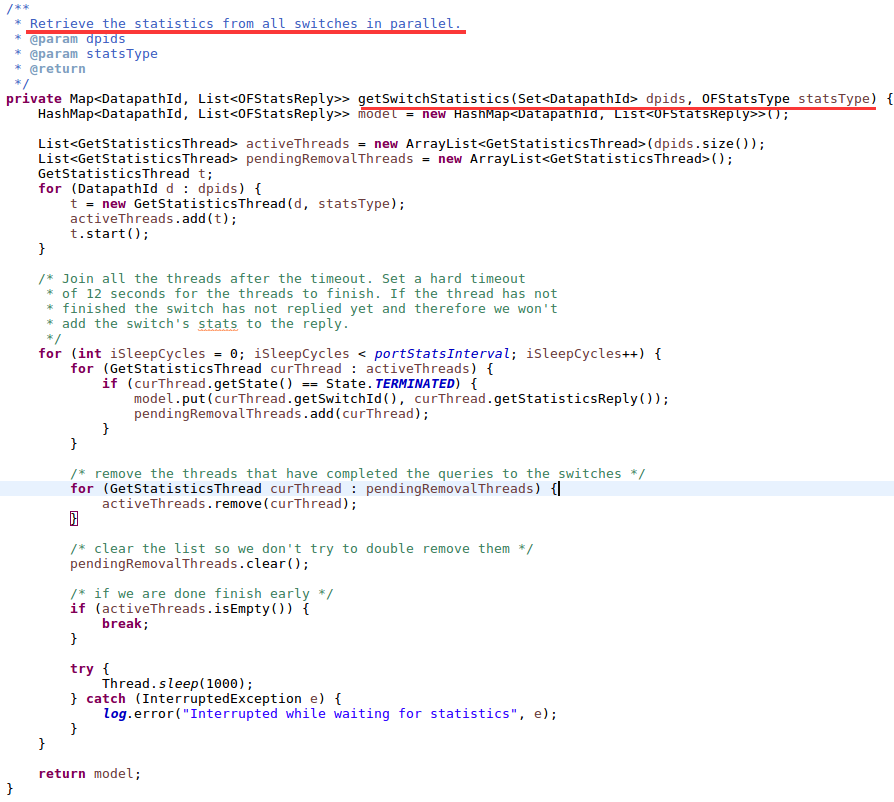 /**
 * Retrieve the statistics from all switches in parallel.
 * @param dpids
 * @param statsType
 * @return
 */
private Map<DatapathId, List<OFStatsReply>> getSwitchStatistics(Set<DatapathId> dpids, OFStatsType statsType) {
    HashMap<DatapathId, List<OFStatsReply>> model = new HashMap<DatapathId, List<OFStatsReply>>();

    List<GetStatisticsThread> activeThreads = new ArrayList<GetStatisticsThread>(dpids.size());
    List<GetStatisticsThread> pendingRemovalThreads = new ArrayList<GetStatisticsThread>();
    GetStatisticsThread t;
    for (DatapathId d : dpids) {
        t = new GetStatisticsThread(d, statsType);
        activeThreads.add(t);
        t.start();
    }

    /* Join all the threads after the timeout. Set a hard timeout
     * of 12 seconds for the threads to finish. If the thread has not
     * finished the switch has not replied yet and therefore we won't
     * add the switch's stats to the reply.
     */
    for (int iSleepCycles = 0; iSleepCycles < portStatsInterval; iSleepCycles++) {
        for (GetStatisticsThread curThread : activeThreads) {
            if (curThread.getState() == State.TERMINATED) {
                model.put(curThread.getSwitchId(), curThread.getStatisticsReply());
                pendingRemovalThreads.add(curThread);
            }
        }

        /* remove the threads that have completed the queries to the switches */
        for (GetStatisticsThread curThread : pendingRemovalThreads) {
            activeThreads.remove(curThread);
        }

        /* clear the list so we don't try to double remove them */
        pendingRemovalThreads.clear();

        /* if we are done finish early */
        if (activeThreads.isEmpty()) {
            break;
        }

        try {
            Thread.sleep(1000);
        } catch (InterruptedException e) {
            log.error("Interrupted while waiting for statistics", e);
        }
    }

    return model;
}